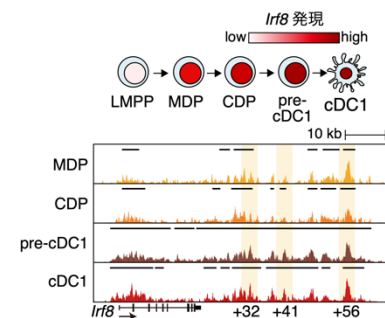 Irf8 発現
low high
LMPP MDP CDP pre-cDC1 cDC1
10 kb
MDP
CDP
pre-cDC1
cDC1
Irf8 +32 +41 +56